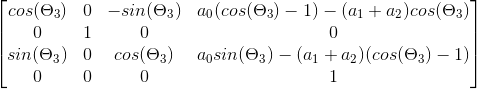 cos(Θ₃) 0 −sin(Θ₃) a₀(cos(Θ₃) − 1) − (a₁ + a₂)cos(Θ₃)
0 1 0 0
sin(Θ₃) 0 cos(Θ₃) a₀sin(Θ₃) − (a₁ + a₂)(cos(Θ₃) − 1)
0 0 0 1